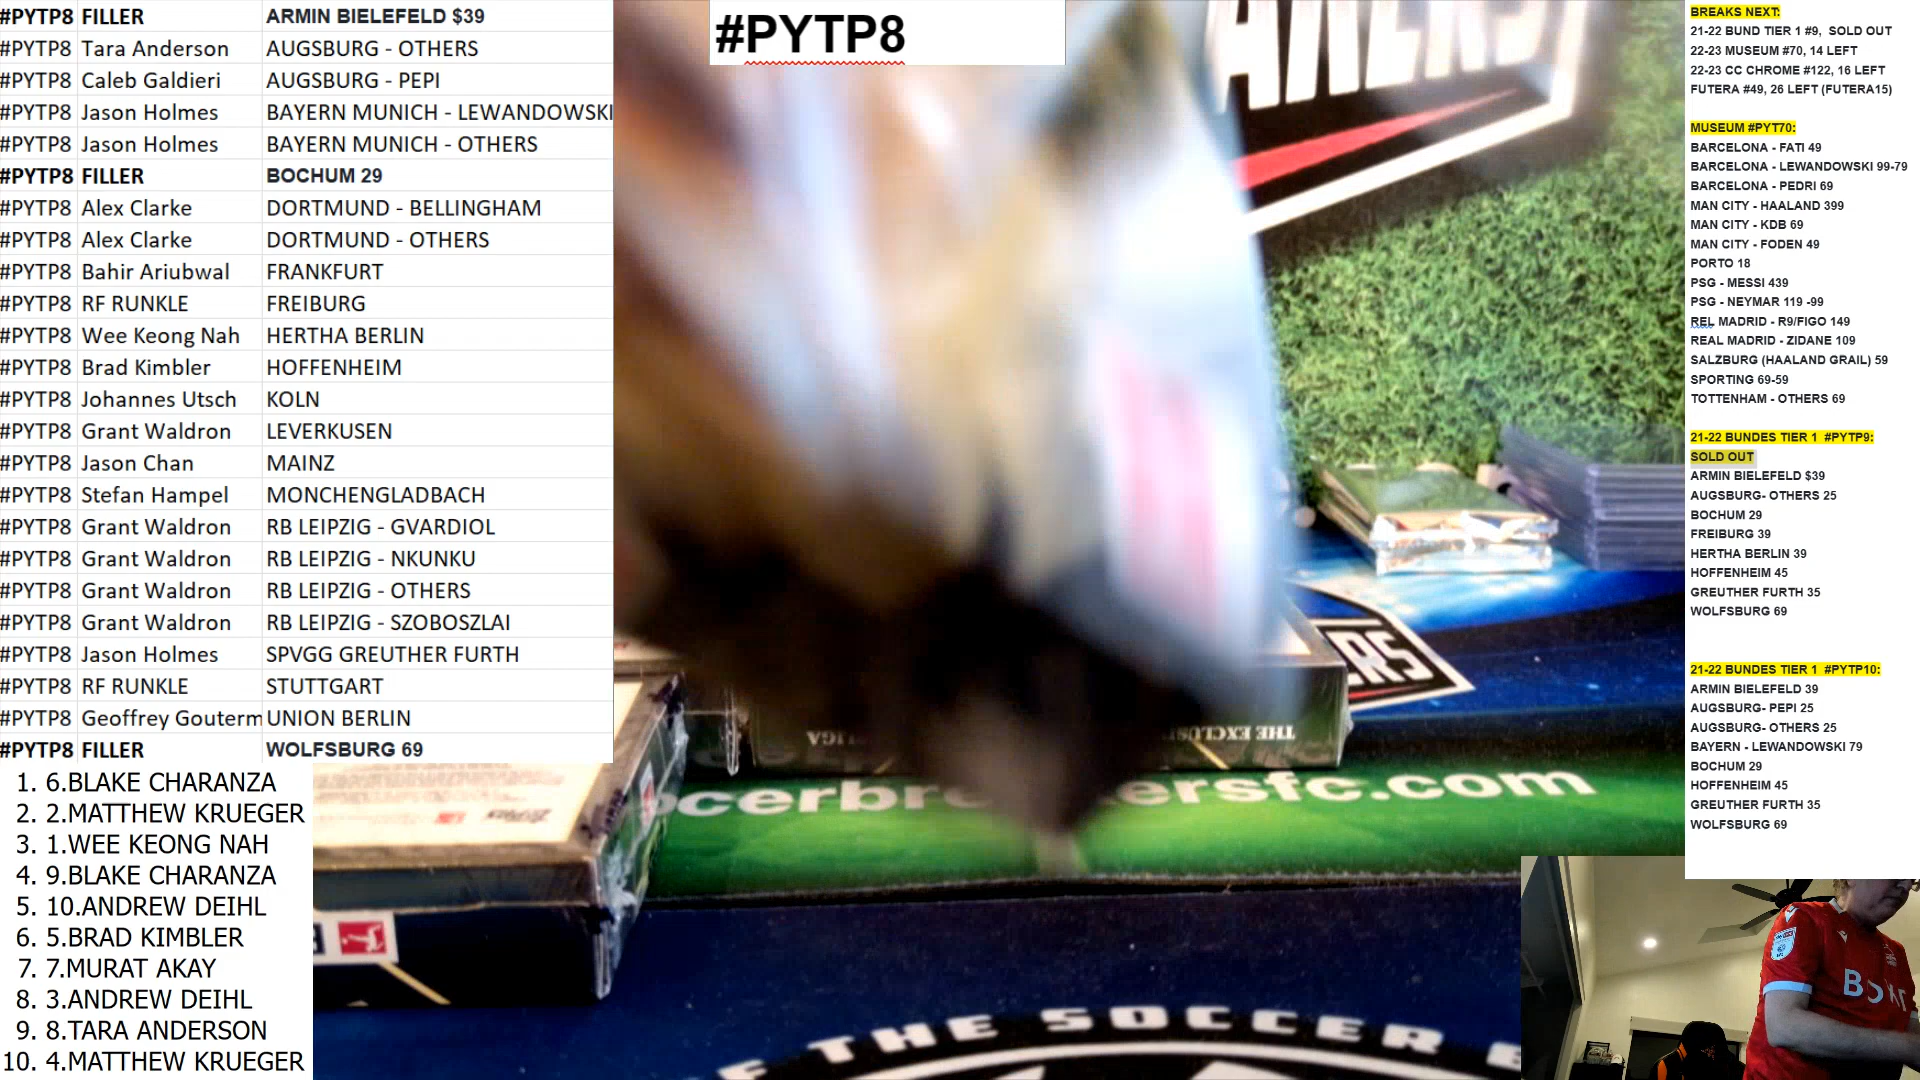 #PYTP8 FILLER ARMIN BIELEFELD $39
#PYTP8 Tara Anderson AUGSBURG - OTHERS
#PYTP8 Caleb Galdieri AUGSBURG - PEPI
#PYTP8 Jason Holmes BAYERN MUNICH - LEWANDOWSKI
#PYTP8 Jason Holmes BAYERN MUNICH - OTHERS
#PYTP8 FILLER BOCHUM 29
#PYTP8 Alex Clarke DORTMUND - BELLINGHAM
#PYTP8 Alex Clarke DORTMUND - OTHERS
#PYTP8 Bahir Ariubwal FRANKFURT
#PYTP8 RF RUNKLE FREIBURG
#PYTP8 Wee Keong Nah HERTHA BERLIN
#PYTP8 Brad Kimbler HOFFENHEIM
#PYTP8 Johannes Utsch KOLN
#PYTP8 Grant Waldron LEVERKUSEN
#PYTP8 Jason Chan MAINZ
#PYTP8 Stefan Hampel MONCHENGLADBACH
#PYTP8 Grant Waldron RB LEIPZIG - GVARDIOL
#PYTP8 Grant Waldron RB LEIPZIG - NKUNKU
#PYTP8 Grant Waldron RB LEIPZIG - OTHERS
#PYTP8 Grant Waldron RB LEIPZIG - SZOBOSZLAI
#PYTP8 Jason Holmes SPVGG GREUTHER FURTH
#PYTP8 RF RUNKLE STUTTGART
#PYTP8 Geoffrey Gouterm UNION BERLIN
#PYTP8 FILLER WOLFSBURG 69
1. 6.BLAKE CHARANZA
2. 2.MATTHEW KRUEGER
3. 1.WEE KEONG NAH
4. 9.BLAKE CHARANZA
5. 10.ANDREW DEIHL
6. 5.BRAD KIMBLER
7. 7.MURAT AKAY
8. 3.ANDREW DEIHL
9. 8.TARA ANDERSON
10. 4.MATTHEW KRUEGER
#PYTP8
AKERS
ERS
THE EXCLUSI
ocerbre kersfc.com
THE SOCCER
BREAKS NEXT:
21-22 BUND TIER 1 #9, SOLD OUT
22-23 MUSEUM #70, 14 LEFT
22-23 CC CHROME #122, 16 LEFT
FUTERA #49, 26 LEFT (FUTERA15)
MUSEUM #PYT70:
BARCELONA - FATI 49
BARCELONA - LEWANDOWSKI 99-79
BARCELONA - PEDRI 69
MAN CITY - HAALAND 399
MAN CITY - KDB 69
MAN CITY - FODEN 49
PORTO 18
PSG - MESSI 439
PSG - NEYMAR 119 -99
REL MADRID - R9/FIGO 149
REAL MADRID - ZIDANE 109
SALZBURG (HAALAND GRAIL) 59
SPORTING 69-59
TOTTENHAM - OTHERS 69
21-22 BUNDES TIER 1 #PYTP9:
SOLD OUT
ARMIN BIELEFELD $39
AUGSBURG- OTHERS 25
BOCHUM 29
FREIBURG 39
HERTHA BERLIN 39
HOFFENHEIM 45
GREUTHER FURTH 35
WOLFSBURG 69
21-22 BUNDES TIER 1 #PYTP10:
ARMIN BIELEFELD 39
AUGSBURG- PEPI 25
AUGSBURG- OTHERS 25
BAYERN - LEWANDOWSKI 79
BOCHUM 29
HOFFENHEIM 45
GREUTHER FURTH 35
WOLFSBURG 69